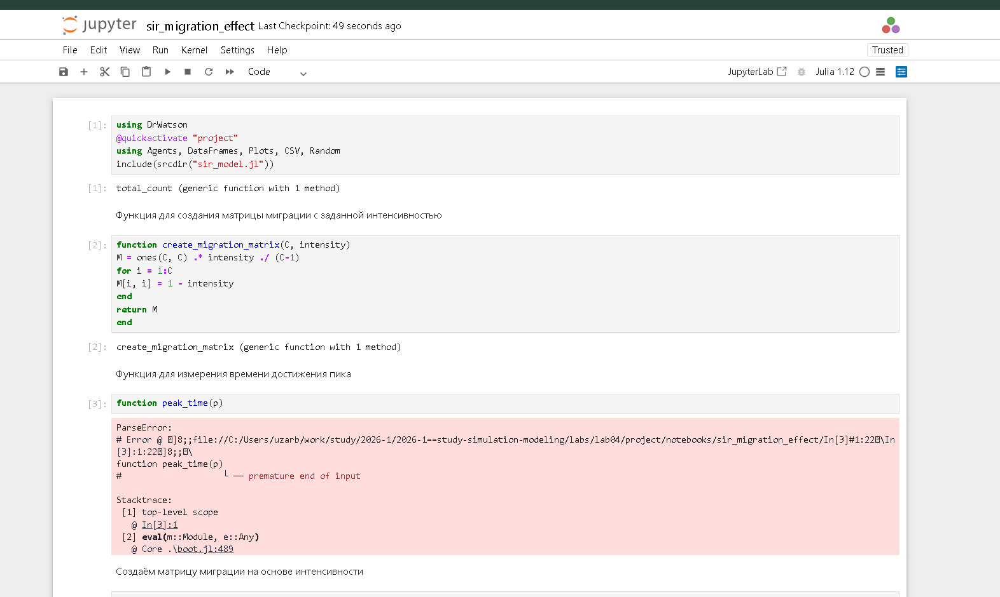 jupyter sir_migration_effect Last Checkpoint: 49 seconds ago
File Edit View Run Kernel Settings Help Trusted
Code JupyterLab Julia 1.12
[1]: using DrWatson
@quickactivate "project"
using Agents, DataFrames, Plots, CSV, Random
include(srcdir("sir_model.jl"))
[1]: total_count (generic function with 1 method)
Функция для создания матрицы миграции с заданной интенсивностью
[2]: function create_migration_matrix(C, intensity)
M = ones(C, C) .* intensity ./ (C-1)
for i = 1:C
M[i, i] = 1 - intensity
end
return M
end
[2]: create_migration_matrix (generic function with 1 method)
Функция для измерения времени достижения пика
[3]: function peak_time(p)
ParseError:
# Error @ ]8;;file://C:/Users/uzarb/work/study/2026-1/2026-1==study-simulation-modeling/labs/lab04/project/notebooks/sir_migration_effect/In[3]#1:22\In
[3]:1:22]8;;\
function peak_time(p)
# └ ── premature end of input
Stacktrace:
[1] top-level scope
@ In[3]:1
[2] eval(m::Module, e::Any)
@ Core .\boot.jl:489
Создаём матрицу миграции на основе интенсивности